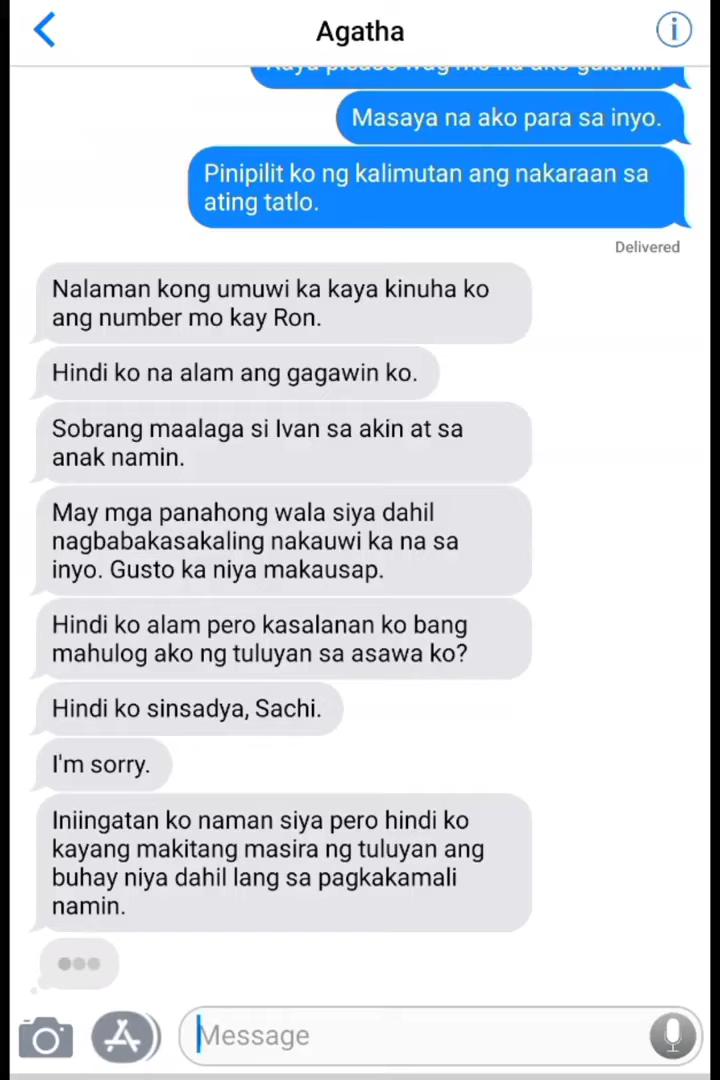 Agatha
Masaya na ako para sa inyo.
Pinipilit ko ng kalimutan ang nakaraan sa
ating tatlo.
Delivered
Nalaman kong umuwi ka kaya kinuha ko
ang number mo kay Ron.
Hindi ko na alam ang gagawin ko.
Sobrang maalaga si Ivan sa akin at sa
anak namin.
May mga panahong wala siya dahil
nagbabakasakaling nakauwi ka na sa
inyo. Gusto ka niya makausap.
Hindi ko alam pero kasalanan ko bang
mahulog ako ng tuluyan sa asawa ko?
Hindi ko sinsadya, Sachi.
I'm sorry.
Iniingatan ko naman siya pero hindi ko
kayang makitang masira ng tuluyan ang
buhay niya dahil lang sa pagkakamali
namin.
Message